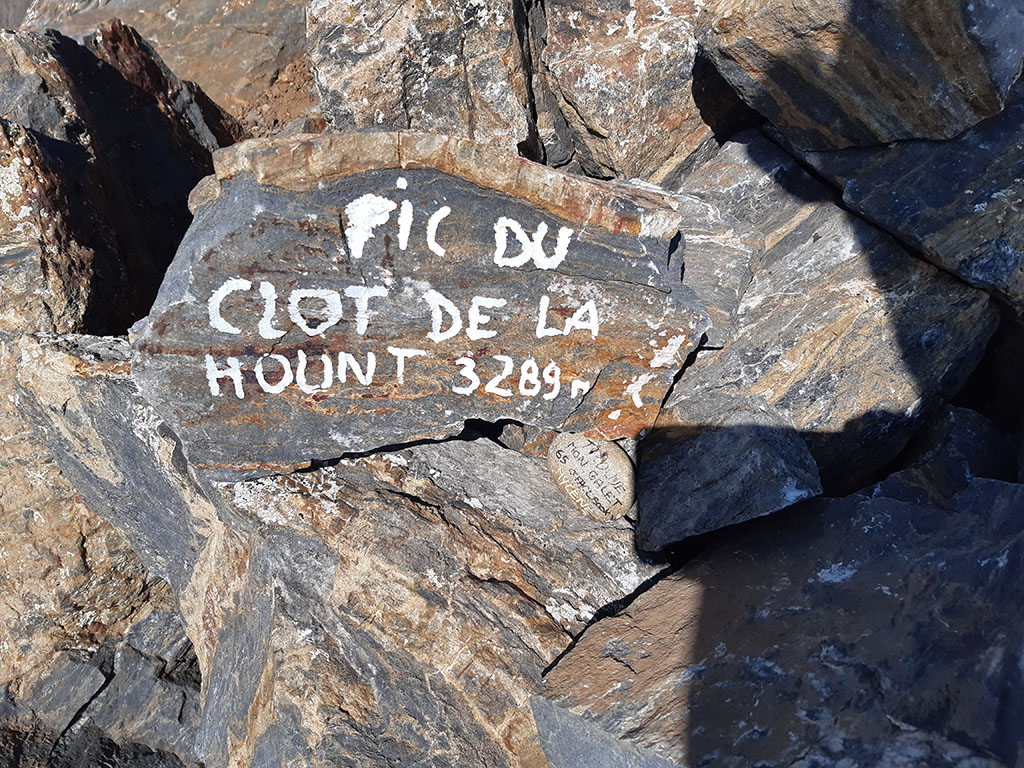 PIC DU
CLOT DE LA
HOUNT 3289m